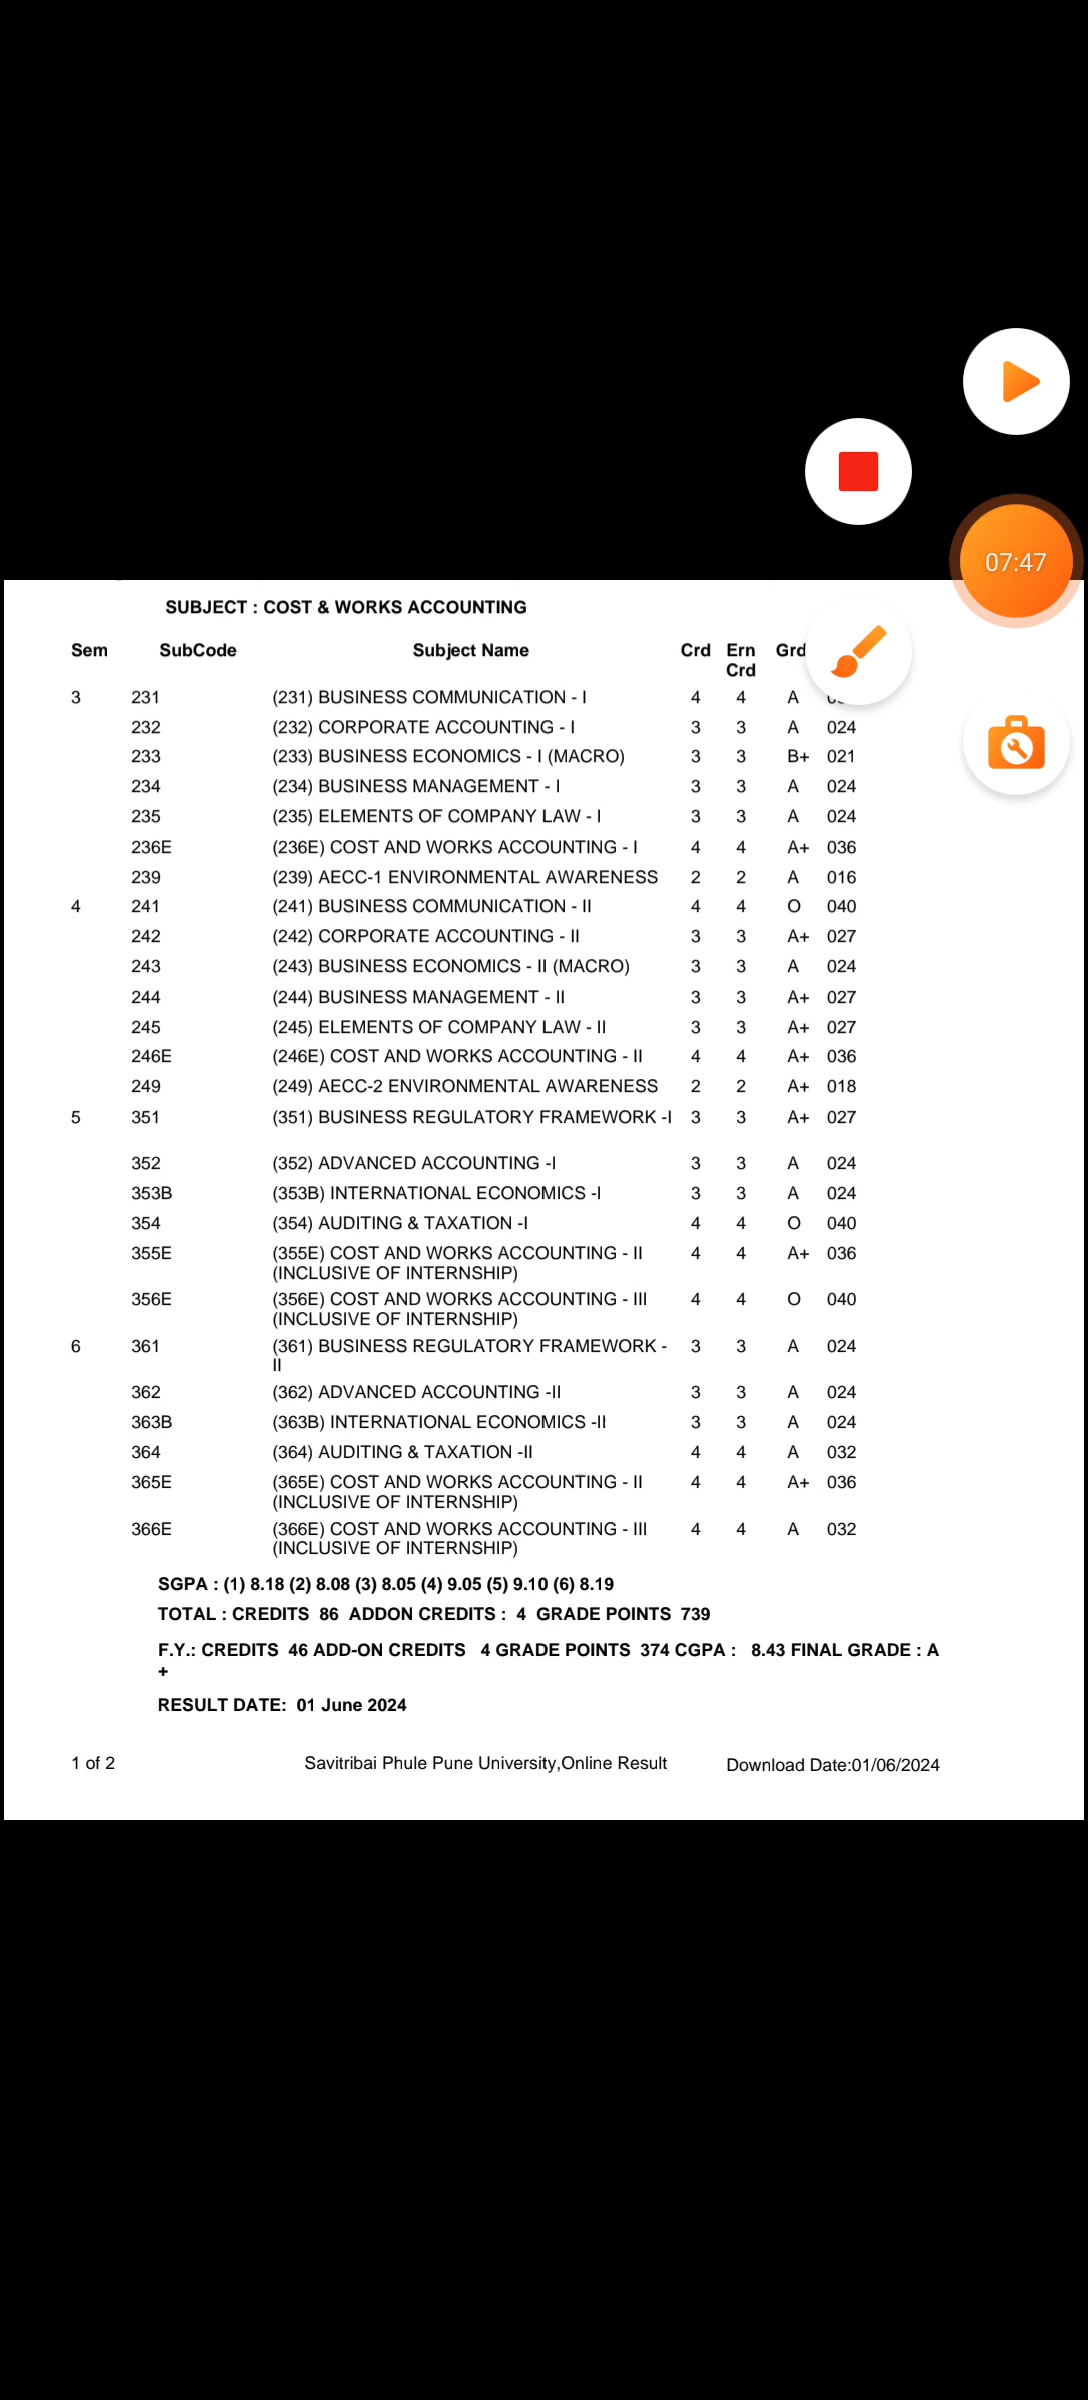 07:47
SUBJECT : COST & WORKS ACCOUNTING
Sem SubCode Subject Name Crd Ern Grd
Crd
3 231 (231) BUSINESS COMMUNICATION - I 4 4 A
232 (232) CORPORATE ACCOUNTING - I 3 3 A 024
233 (233) BUSINESS ECONOMICS - I (MACRO) 3 3 B+ 021
234 (234) BUSINESS MANAGEMENT - I 3 3 A 024
235 (235) ELEMENTS OF COMPANY LAW - I 3 3 A 024
236E (236E) COST AND WORKS ACCOUNTING - I 4 4 A+ 036
239 (239) AECC-1 ENVIRONMENTAL AWARENESS 2 2 A 016
4 241 (241) BUSINESS COMMUNICATION - II 4 4 O 040
242 (242) CORPORATE ACCOUNTING - II 3 3 A+ 027
243 (243) BUSINESS ECONOMICS - II (MACRO) 3 3 A 024
244 (244) BUSINESS MANAGEMENT - II 3 3 A+ 027
245 (245) ELEMENTS OF COMPANY LAW - II 3 3 A+ 027
246E (246E) COST AND WORKS ACCOUNTING - II 4 4 A+ 036
249 (249) AECC-2 ENVIRONMENTAL AWARENESS 2 2 A+ 018
5 351 (351) BUSINESS REGULATORY FRAMEWORK -I 3 3 A+ 027
352 (352) ADVANCED ACCOUNTING -I 3 3 A 024
353B (353B) INTERNATIONAL ECONOMICS -I 3 3 A 024
354 (354) AUDITING & TAXATION -I 4 4 O 040
355E (355E) COST AND WORKS ACCOUNTING - II 4 4 A+ 036
(INCLUSIVE OF INTERNSHIP)
356E (356E) COST AND WORKS ACCOUNTING - III 4 4 O 040
(INCLUSIVE OF INTERNSHIP)
6 361 (361) BUSINESS REGULATORY FRAMEWORK - 3 3 A 024
II
362 (362) ADVANCED ACCOUNTING -II 3 3 A 024
363B (363B) INTERNATIONAL ECONOMICS -II 3 3 A 024
364 (364) AUDITING & TAXATION -II 4 4 A 032
365E (365E) COST AND WORKS ACCOUNTING - II 4 4 A+ 036
(INCLUSIVE OF INTERNSHIP)
366E (366E) COST AND WORKS ACCOUNTING - III 4 4 A 032
(INCLUSIVE OF INTERNSHIP)
SGPA : (1) 8.18 (2) 8.08 (3) 8.05 (4) 9.05 (5) 9.10 (6) 8.19
TOTAL : CREDITS 86 ADDON CREDITS : 4 GRADE POINTS 739
F.Y.: CREDITS 46 ADD-ON CREDITS 4 GRADE POINTS 374 CGPA : 8.43 FINAL GRADE : A
+
RESULT DATE: 01 June 2024
1 of 2 Savitribai Phule Pune University,Online Result Download Date:01/06/2024